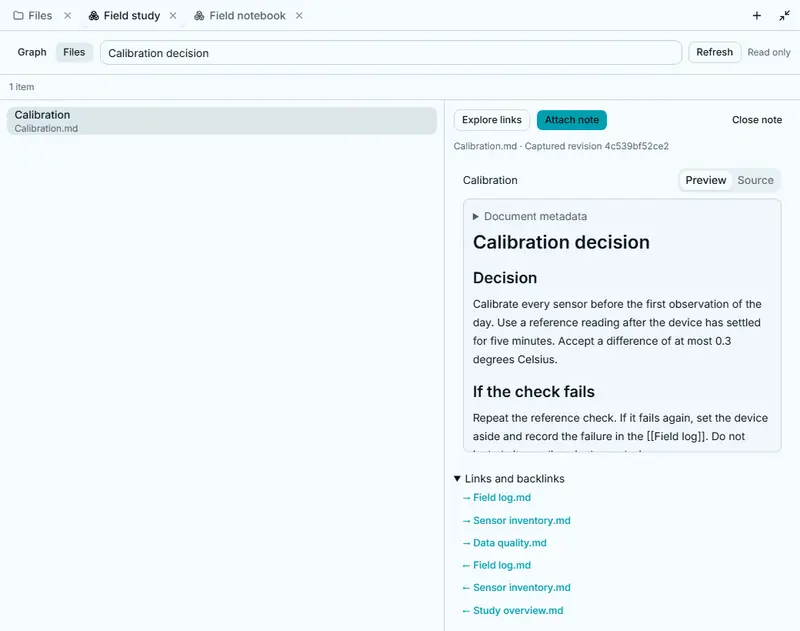 Files × Field study × Field notebook × +
Graph Files Calibration decision Refresh Read only
1 item
Calibration
Calibration.md
Explore links Attach note Close note
Calibration.md · Captured revision 4c539bf52ce2
Calibration Preview Source
▶ Document metadata
Calibration decision
Decision
Calibrate every sensor before the first observation of the
day. Use a reference reading after the device has settled
for five minutes. Accept a difference of at most 0.3
degrees Celsius.
If the check fails
Repeat the reference check. If it fails again, set the device
aside and record the failure in the [[Field log]]. Do not
▼ Links and backlinks
→ Field log.md
→ Sensor inventory.md
→ Data quality.md
← Field log.md
← Sensor inventory.md
← Study overview.md